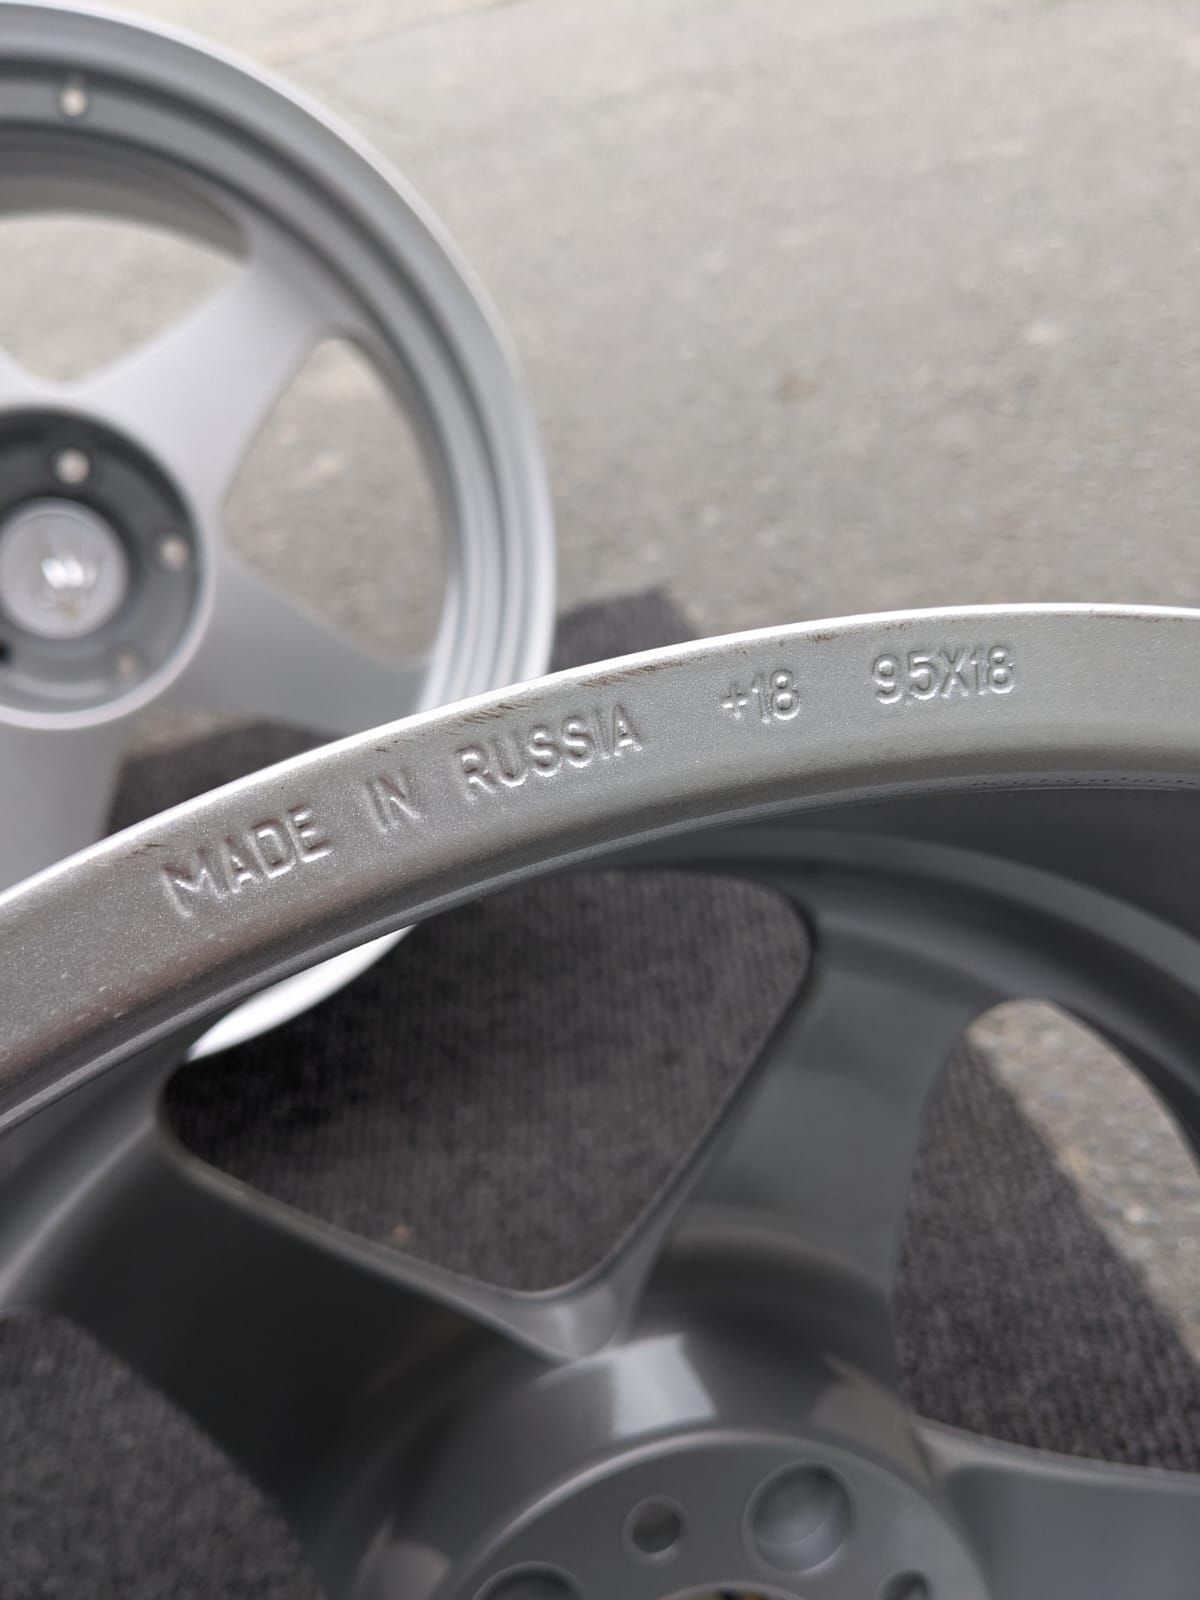 MADE IN RUSSIA +18 9.5X18